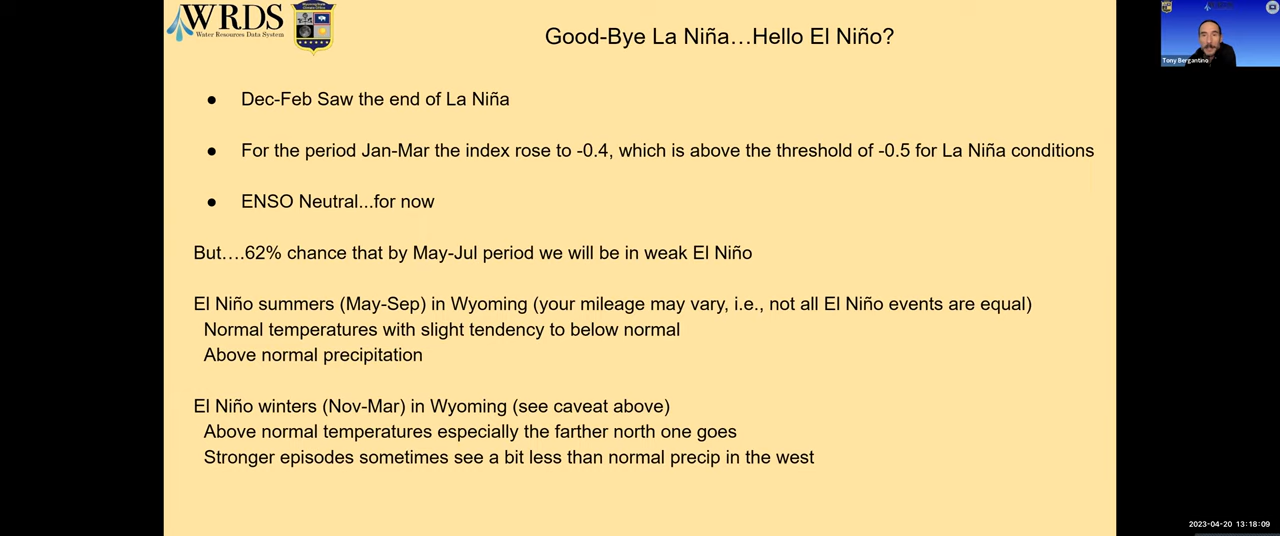 WRDS
Water Resources Data System
Good-Bye La Niña…Hello El Niño?
Tony Bergantino
● Dec-Feb Saw the end of La Niña
● For the period Jan-Mar the index rose to -0.4, which is above the threshold of -0.5 for La Niña conditions
● ENSO Neutral...for now
But….62% chance that by May-Jul period we will be in weak El Niño
El Niño summers (May-Sep) in Wyoming (your mileage may vary, i.e., not all El Niño events are equal)
Normal temperatures with slight tendency to below normal
Above normal precipitation
El Niño winters (Nov-Mar) in Wyoming (see caveat above)
Above normal temperatures especially the farther north one goes
Stronger episodes sometimes see a bit less than normal precip in the west
2023-04-20 13:18:09